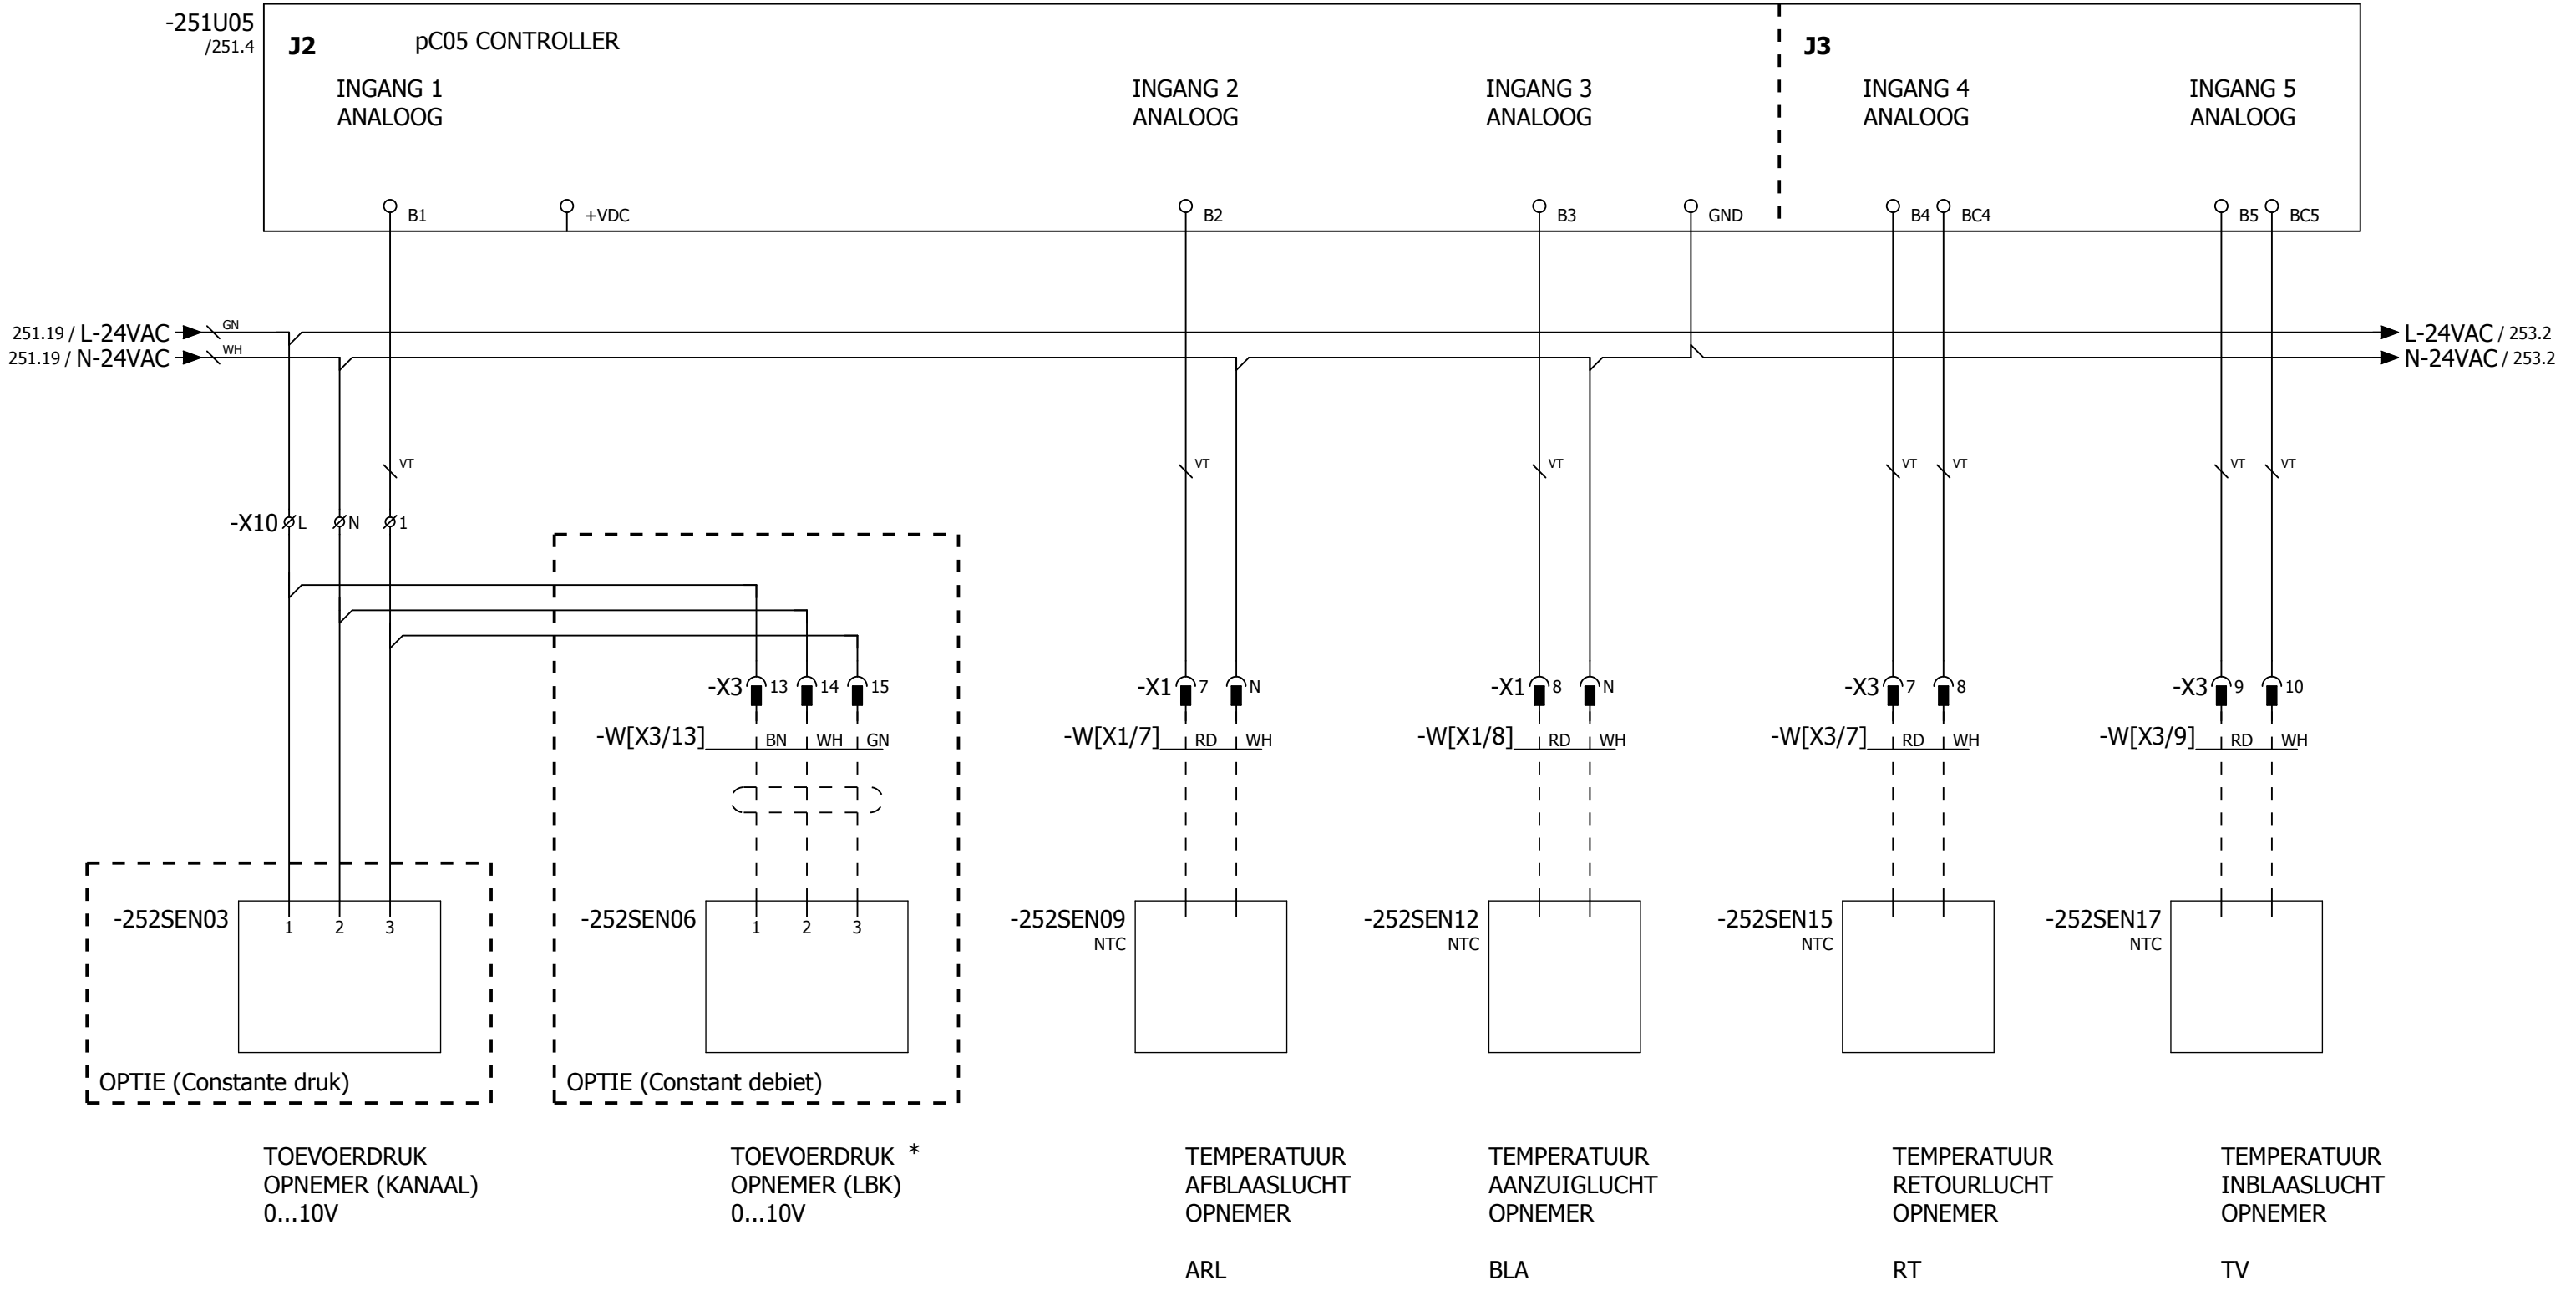 -251U05
/251.4
J2
pC05 CONTROLLER
J3
INGANG 1
ANALOOG
INGANG 2
ANALOOG
INGANG 3
ANALOOG
INGANG 4
ANALOOG
INGANG 5
ANALOOG
B1
+VDC
B2
B3
GND
B4
BC4
B5
BC5
251.19 / L-24VAC
GN
L-24VAC / 253.2
251.19 / N-24VAC
WH
N-24VAC / 253.2
VT
VT
VT
VT
VT
VT
VT
-X10
L
N
1
-X3
13
14
15
-X1
7
N
-X1
8
N
-X3
7
8
-X3
9
10
-W[X3/13]
BN
WH
GN
-W[X1/7]
RD
WH
-W[X1/8]
RD
WH
-W[X3/7]
RD
WH
-W[X3/9]
RD
WH
-252SEN03
1
2
3
-252SEN06
1
2
3
-252SEN09
NTC
-252SEN12
NTC
-252SEN15
NTC
-252SEN17
NTC
OPTIE (Constante druk)
OPTIE (Constant debiet)
TOEVOERDRUK
OPNEMER (KANAAL)
0...10V
TOEVOERDRUK *
OPNEMER (LBK)
0...10V
TEMPERATUUR
AFBLAASLUCHT
OPNEMER
ARL
TEMPERATUUR
AANZUIGLUCHT
OPNEMER
BLA
TEMPERATUUR
RETOURLUCHT
OPNEMER
RT
TEMPERATUUR
INBLAASLUCHT
OPNEMER
TV